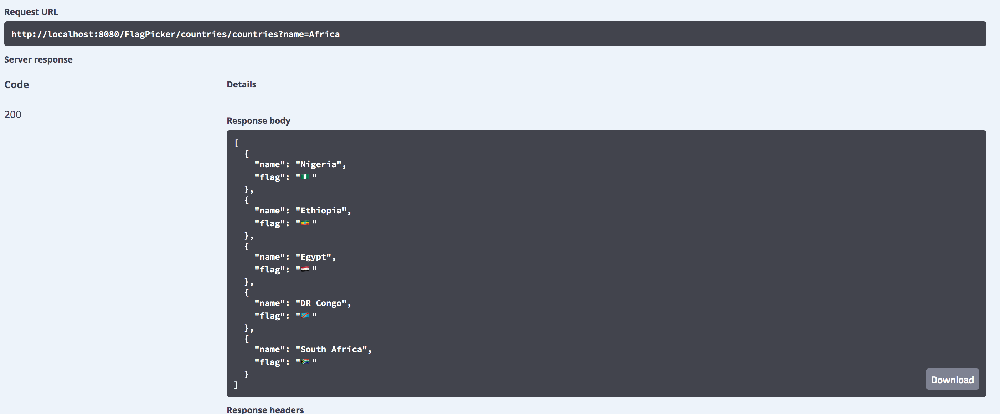 Request URL
http://localhost:8080/FlagPicker/countries/countries?name=Africa
Server response
Code Details
200
Response body
[
  {
    "name": "Nigeria",
    "flag": "🇳🇬"
  },
  {
    "name": "Ethiopia",
    "flag": "🇪🇹"
  },
  {
    "name": "Egypt",
    "flag": "🇪🇬"
  },
  {
    "name": "DR Congo",
    "flag": "🇨🇩"
  },
  {
    "name": "South Africa",
    "flag": "🇿🇦"
  }
]
Download
Response headers